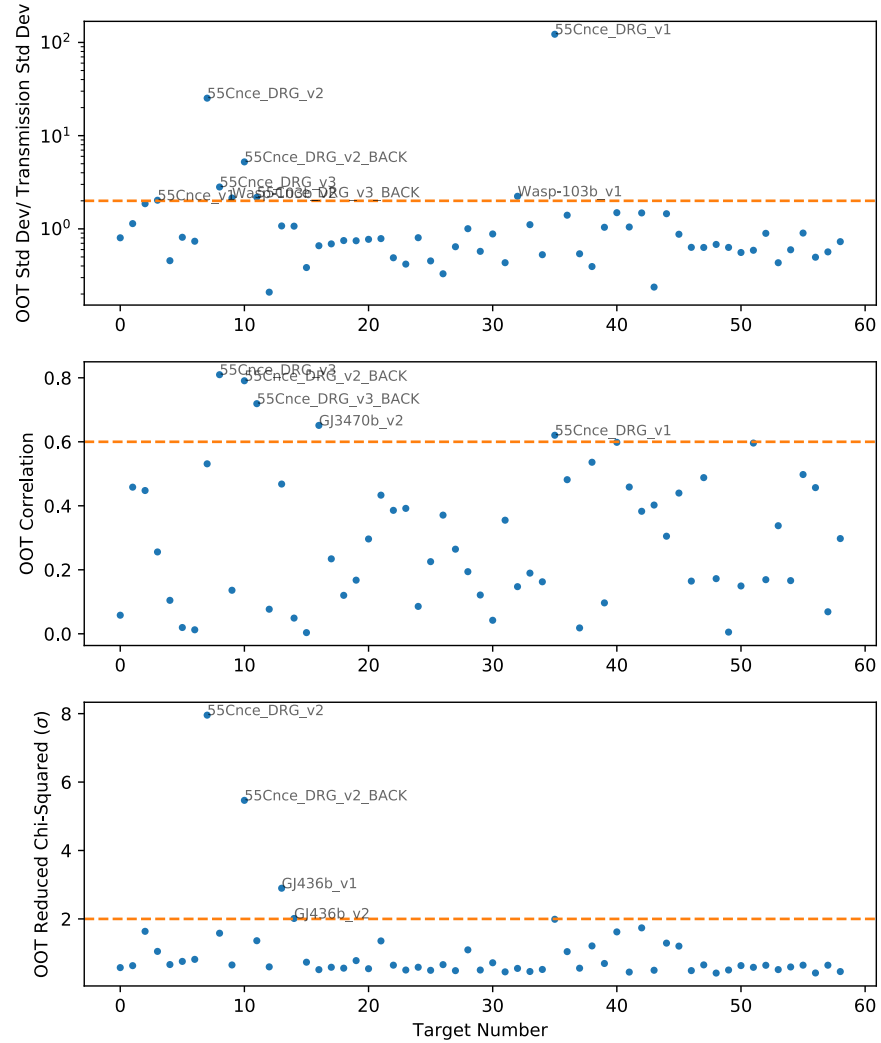 OOT Std Dev/ Transmission Std Dev
10²
10¹
10⁰
55Cnce_DRG_v1
55Cnce_DRG_v2
55Cnce_DRG_v2_BACK
55Cnce_DRG_v3
55Cnce_v1
55Cnce_DRG_v3_BACK
Wasp-103b_v1
0 10 20 30 40 50 60
OOT Correlation
0.8
0.6
0.4
0.2
0.0
55Cnce_DRG_v3
55Cnce_DRG_v2_BACK
55Cnce_DRG_v3_BACK
GJ3470b_v2
55Cnce_DRG_v1
0 10 20 30 40 50 60
OOT Reduced Chi-Squared (σ)
8
6
4
2
55Cnce_DRG_v2
55Cnce_DRG_v2_BACK
GJ436b_v1
GJ436b_v2
0 10 20 30 40 50 60
Target Number